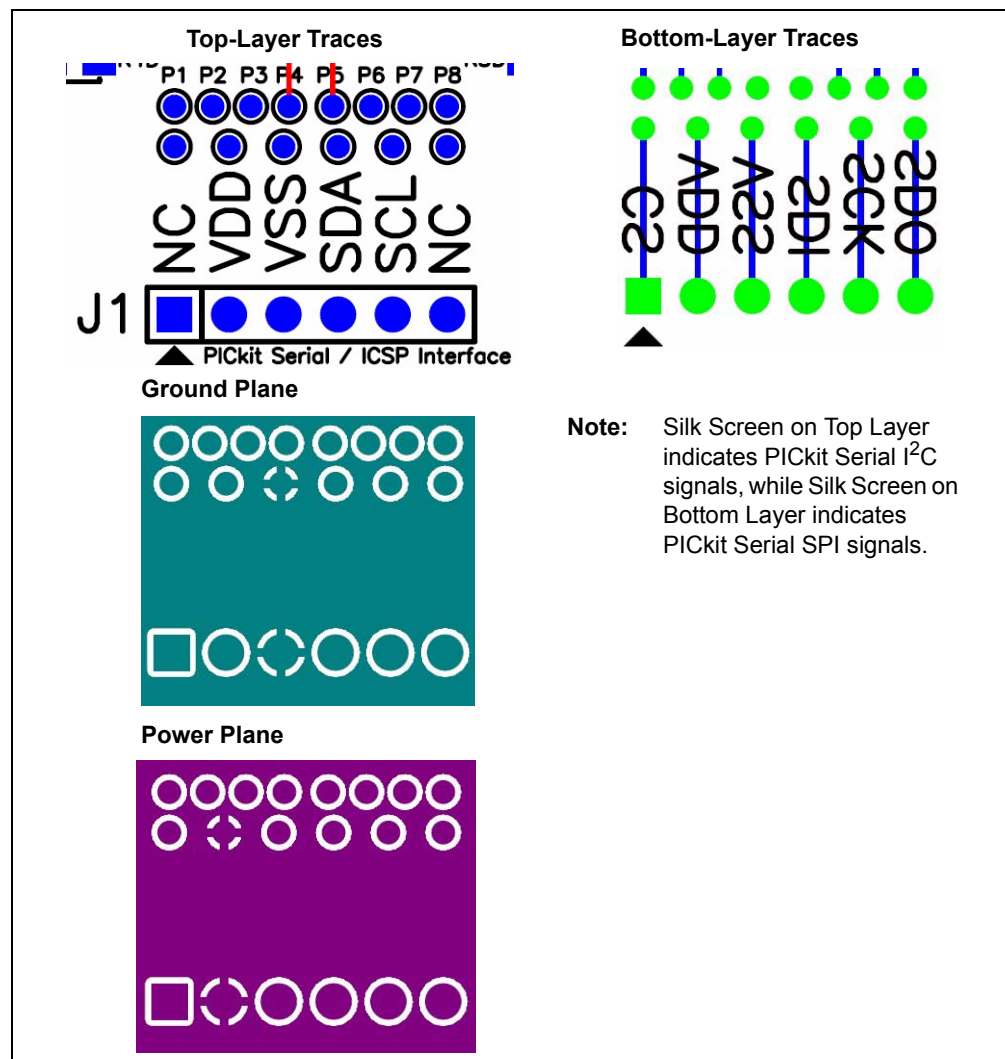 Top-Layer Traces
P1 P2 P3 P4 P5 P6 P7 P8
NC VDD VSS SDA SCL NC
J1
PICkit Serial / ICSP Interface
Bottom-Layer Traces
CS VDD VSS SDI SCK SDO
Ground Plane
Note: Silk Screen on Top Layer
indicates PICkit Serial I²C
signals, while Silk Screen on
Bottom Layer indicates
PICkit Serial SPI signals.
Power Plane